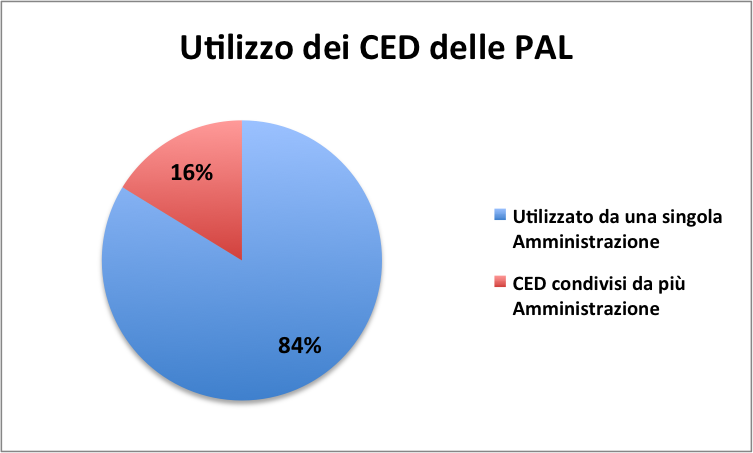 Utilizzo dei CED delle PAL
16%
84%
Utilizzato da una singola
Amministrazione
CED condivisi da più
Amministrazione